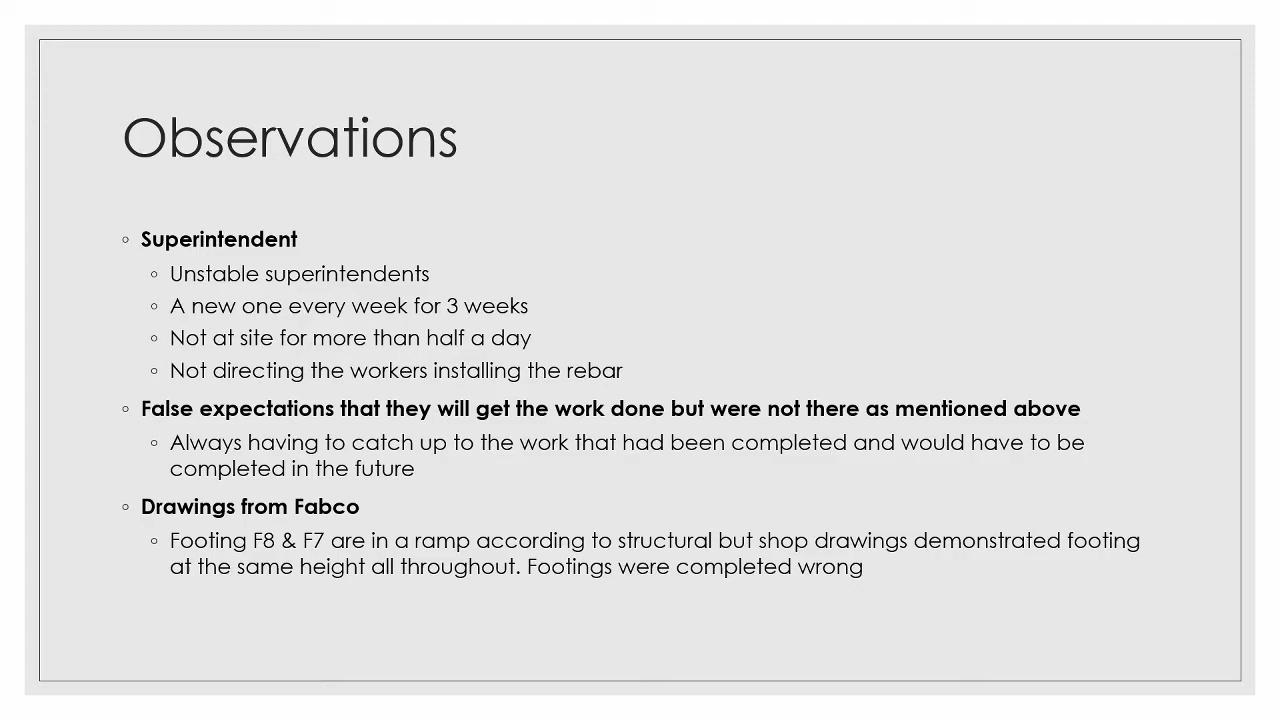 Observations
◦ Superintendent
◦ Unstable superintendents
◦ A new one every week for 3 weeks
◦ Not at site for more than half a day
◦ Not directing the workers installing the rebar
◦ False expectations that they will get the work done but were not there as mentioned above
◦ Always having to catch up to the work that had been completed and would have to be
completed in the future
◦ Drawings from Fabco
◦ Footing F8 & F7 are in a ramp according to structural but shop drawings demonstrated footing
at the same height all throughout. Footings were completed wrong